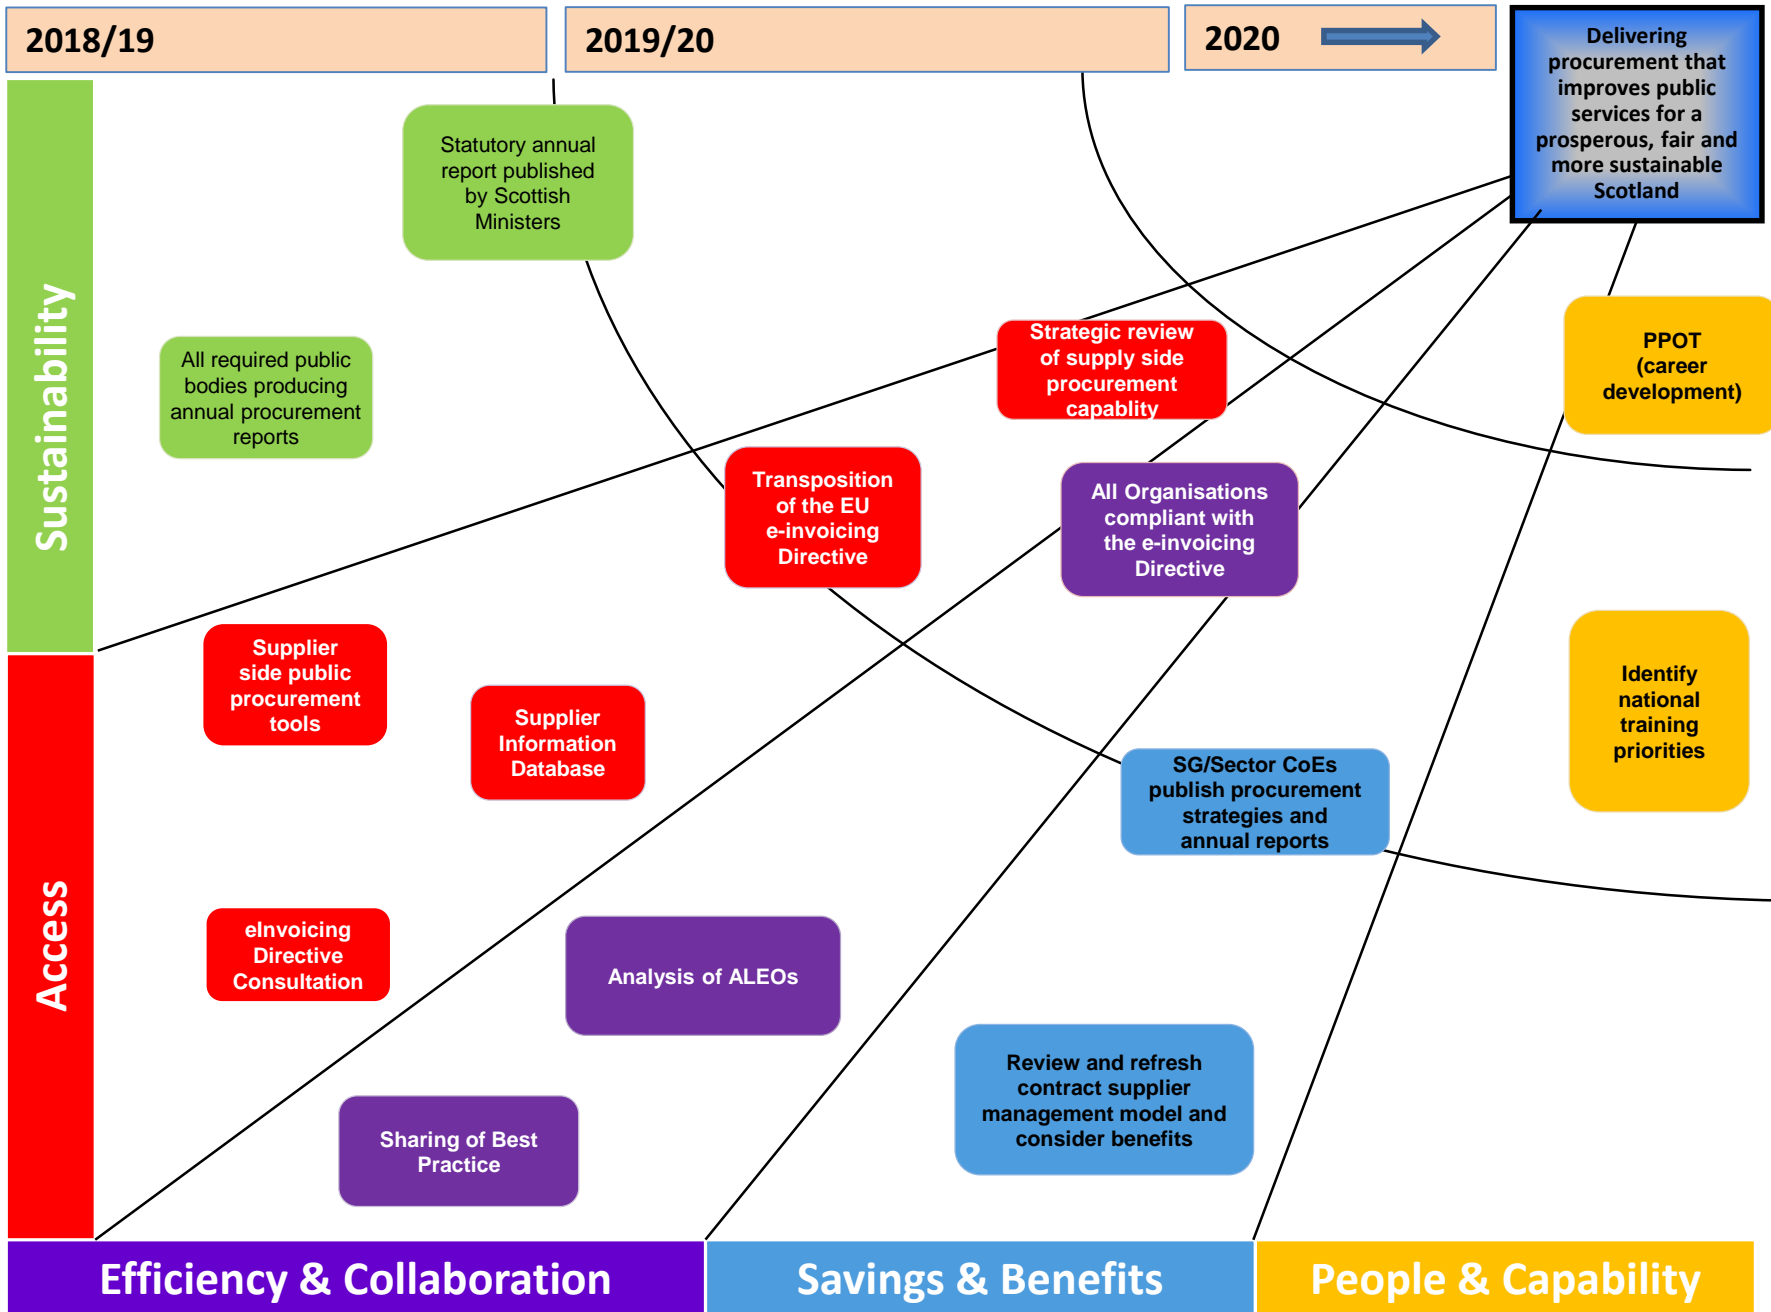 2018/19
2019/20
2020
Delivering
procurement that
improves public
services for a
prosperous, fair and
more sustainable
Scotland
Sustainability
Statutory annual
report published
by Scottish
Ministers
All required public
bodies producing
annual procurement
reports
Strategic review
of supply side
procurement
capablity
PPOT
(career
development)
Transposition
of the EU
e-invoicing
Directive
All Organisations
compliant with
the e-invoicing
Directive
Access
Supplier
side public
procurement
tools
Supplier
Information
Database
Identify
national
training
priorities
SG/Sector CoEs
publish procurement
strategies and
annual reports
eInvoicing
Directive
Consultation
Analysis of ALEOs
Review and refresh
contract supplier
management model and
consider benefits
Sharing of Best
Practice
Efficiency & Collaboration
Savings & Benefits
People & Capability